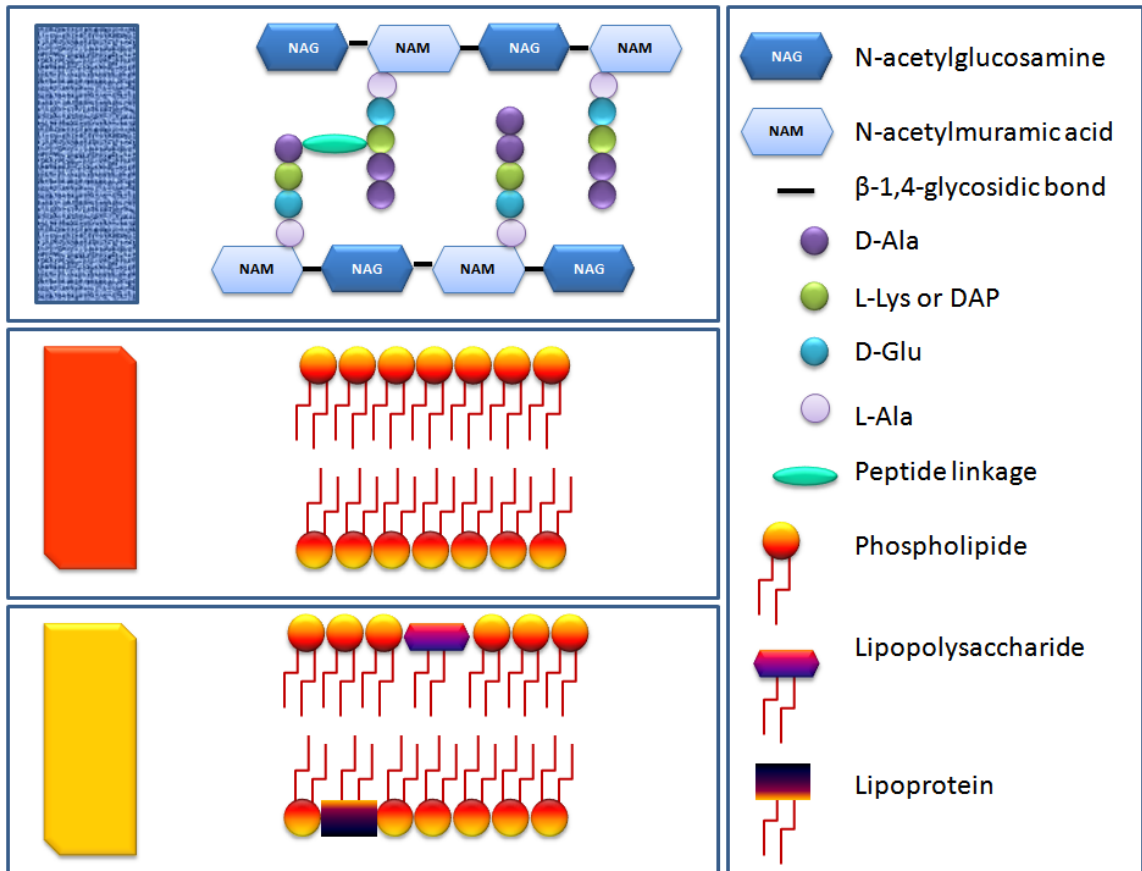 NAG NAM NAG NAM
NAM NAG NAM NAG
NAG N-acetylglucosamine
NAM N-acetylmuramic acid
β-1,4-glycosidic bond
D-Ala
L-Lys or DAP
D-Glu
L-Ala
Peptide linkage
Phospholipide
Lipopolysaccharide
Lipoprotein